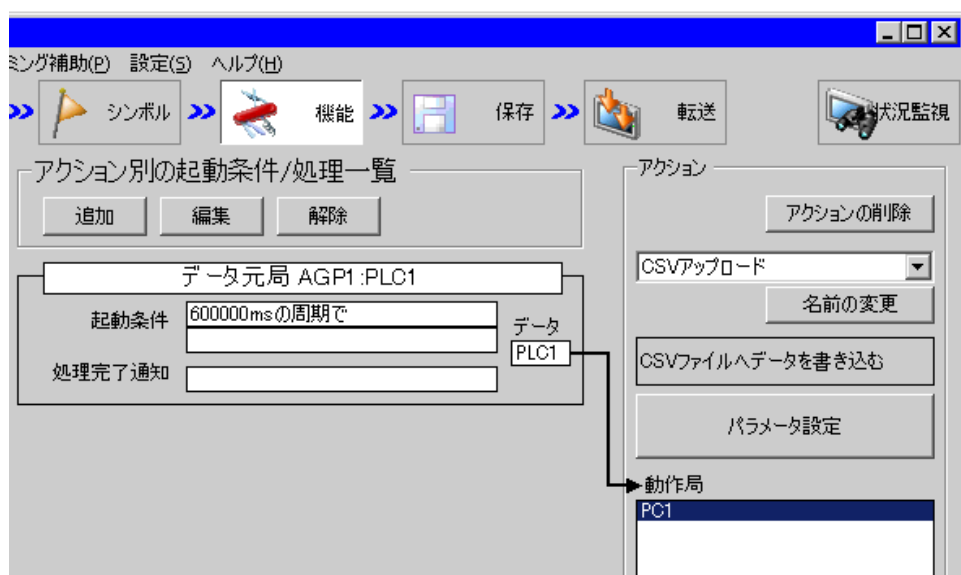 ミング補助(P) 設定(S) ヘルプ(H)
シンボル 機能 保存 転送 状況監視
アクション別の起動条件/処理一覧
追加 編集 解除
データ元局 AGP1:PLC1
起動条件 600000msの周期で
データ
PLC1
処理完了通知
アクション
アクションの削除
CSVアップロード
名前の変更
CSVファイルへデータを書き込む
パラメータ設定
動作局
PC1